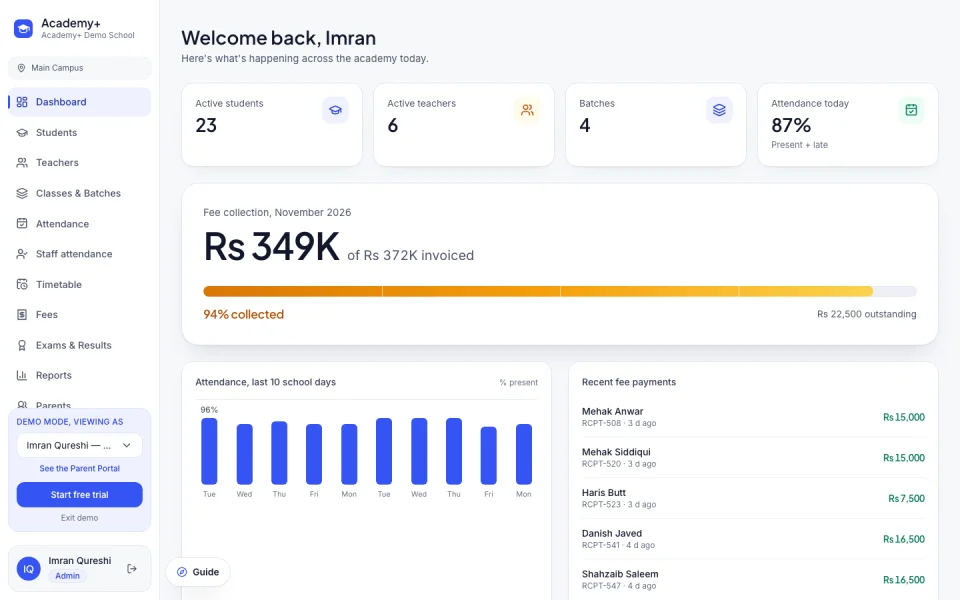 Academy+
Academy+ Demo School
Main Campus
Dashboard
Students
Teachers
Classes & Batches
Attendance
Staff attendance
Timetable
Fees
Exams & Results
Reports
Parents
DEMO MODE, VIEWING AS
Imran Qureshi — ...
See the Parent Portal
Start free trial
Exit demo
IQ
Imran Qureshi
Admin
Welcome back, Imran
Here's what's happening across the academy today.
Active students
23
Active teachers
6
Batches
4
Attendance today
87%
Present + late
Fee collection, November 2026
Rs 349K of Rs 372K invoiced
94% collected
Rs 22,500 outstanding
Attendance, last 10 school days
% present
96%
Tue Wed Thu Fri Mon Tue Wed Thu Fri Mon
Recent fee payments
Mehak Anwar
RCPT-508 · 3 d ago
Rs 15,000
Mehak Siddiqui
RCPT-520 · 3 d ago
Rs 15,000
Haris Butt
RCPT-523 · 3 d ago
Rs 7,500
Danish Javed
RCPT-541 · 4 d ago
Rs 16,500
Shahzaib Saleem
RCPT-547 · 4 d ago
Rs 16,500
Guide